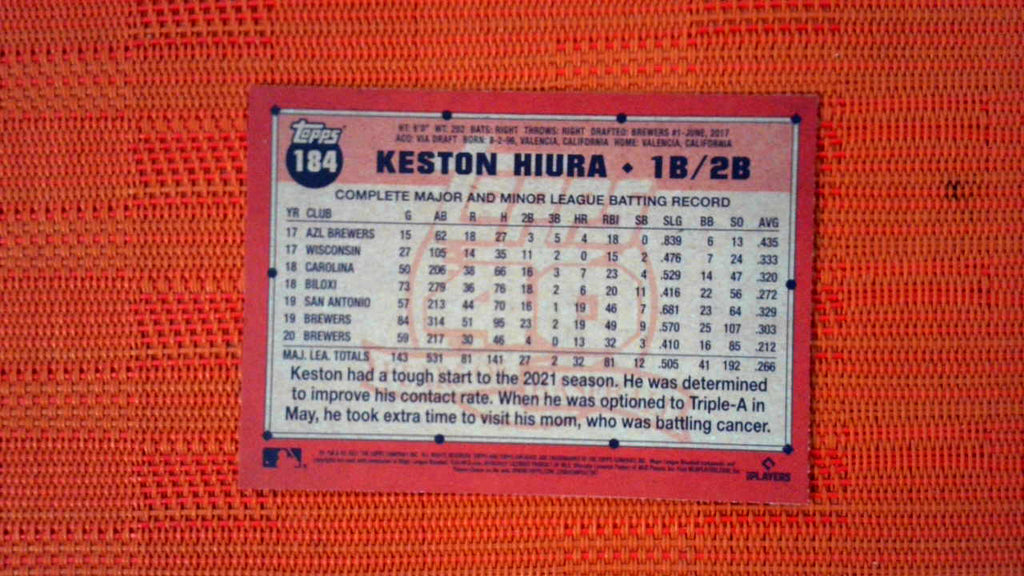 Topps
184
HT: 6'0" WT: 202 BATS: RIGHT THROWS: RIGHT DRAFTED: BREWERS #1-JUNE, 2017
ACQ: VIA DRAFT BORN: 8-2-96, VALENCIA, CALIFORNIA HOME: VALENCIA, CALIFORNIA
KESTON HIURA • 1B/2B
COMPLETE MAJOR AND MINOR LEAGUE BATTING RECORD
YR CLUB G AB R H 2B 3B HR RBI SB SLG BB SO AVG
17 AZL BREWERS 15 62 18 27 3 5 4 18 0 .839 6 13 .435
17 WISCONSIN 27 105 14 35 11 2 0 15 2 .476 7 24 .333
18 CAROLINA 50 206 38 66 16 3 7 23 4 .529 14 47 .320
18 BILOXI 73 279 36 76 18 2 6 20 11 .416 22 56 .272
19 SAN ANTONIO 57 213 44 70 16 1 19 46 7 .681 23 64 .329
19 BREWERS 84 314 51 95 23 2 19 49 9 .570 25 107 .303
20 BREWERS 59 217 30 46 4 0 13 32 3 .410 16 85 .212
MAJ. LEA. TOTALS 143 531 81 141 27 2 32 81 12 .505 41 192 .266
Keston had a tough start to the 2021 season. He was determined
to improve his contact rate. When he was optioned to Triple-A in
May, he took extra time to visit his mom, who was battling cancer.
PLAYERS